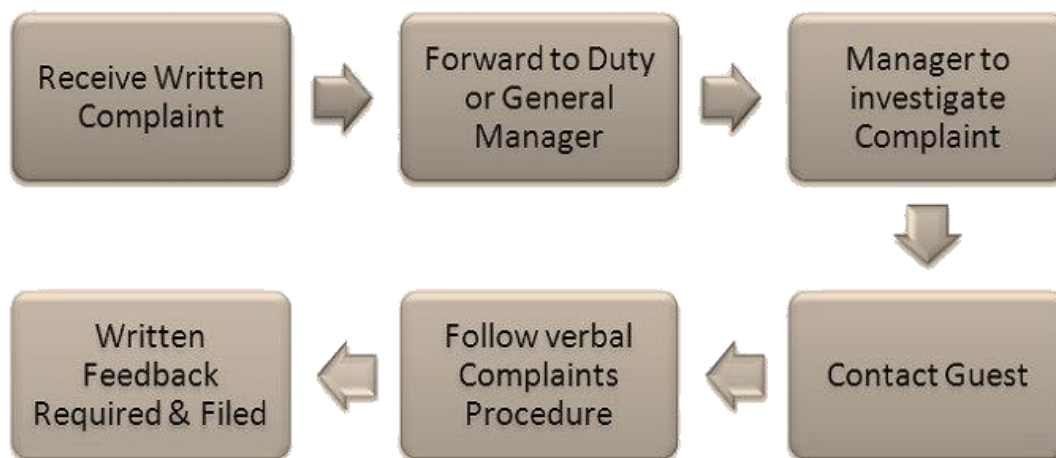 Receive Written
Complaint
Forward to Duty
or General
Manager
Manager to
investigate
Complaint
Contact Guest
Follow verbal
Complaints
Procedure
Written
Feedback
Required & Filed